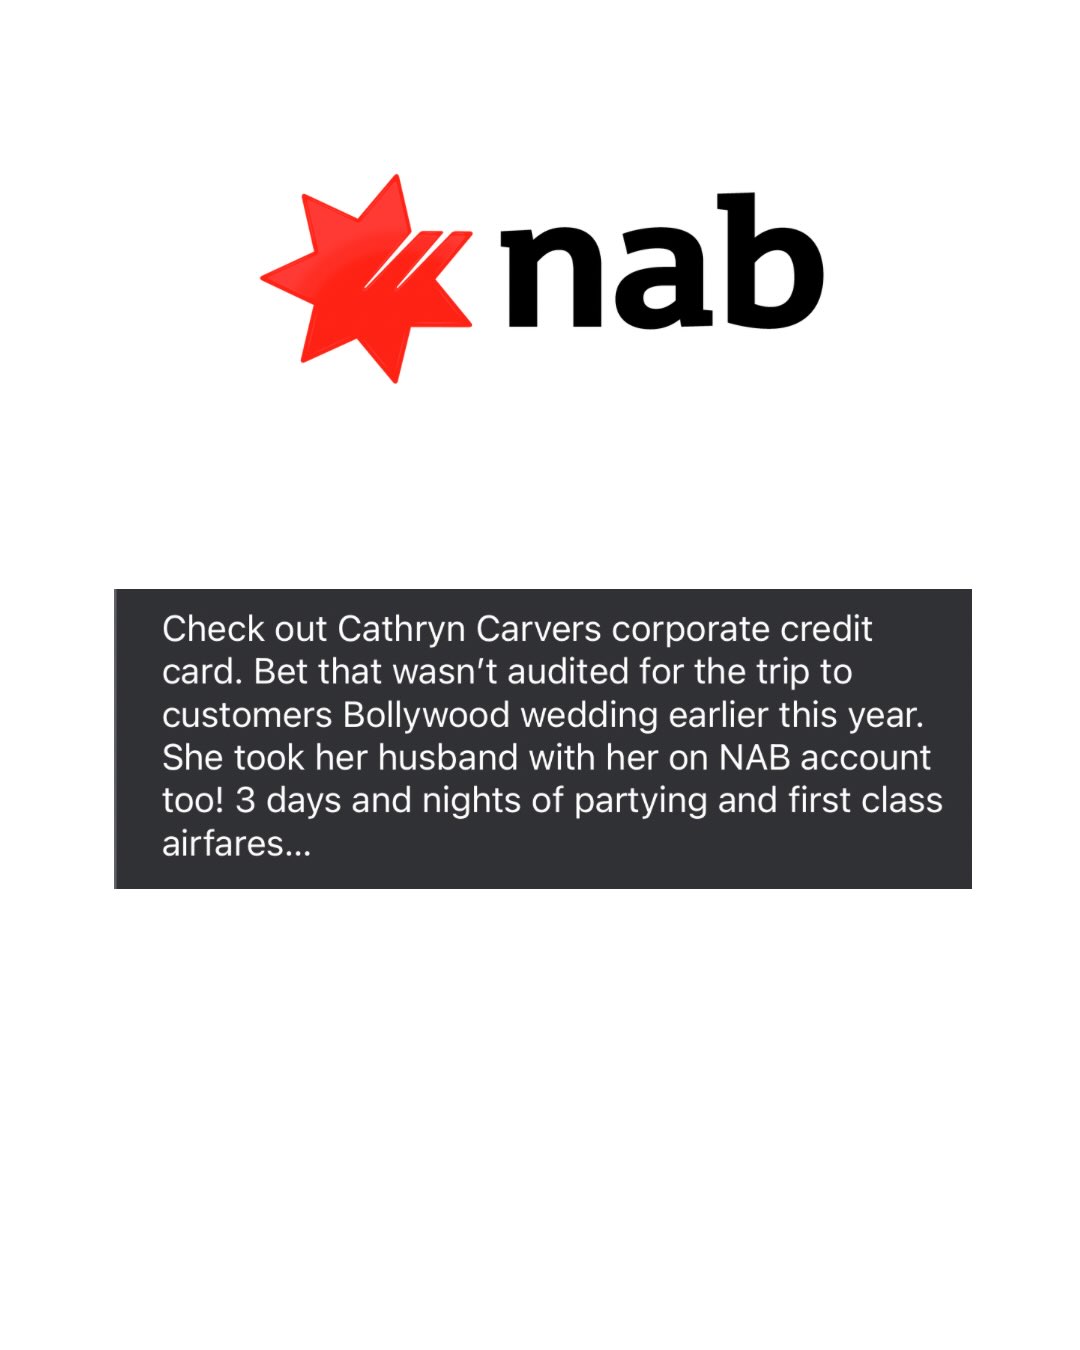 nab
Check out Cathryn Carvers corporate credit
card. Bet that wasn’t audited for the trip to
customers Bollywood wedding earlier this year.
She took her husband with her on NAB account
too! 3 days and nights of partying and first class
airfares...